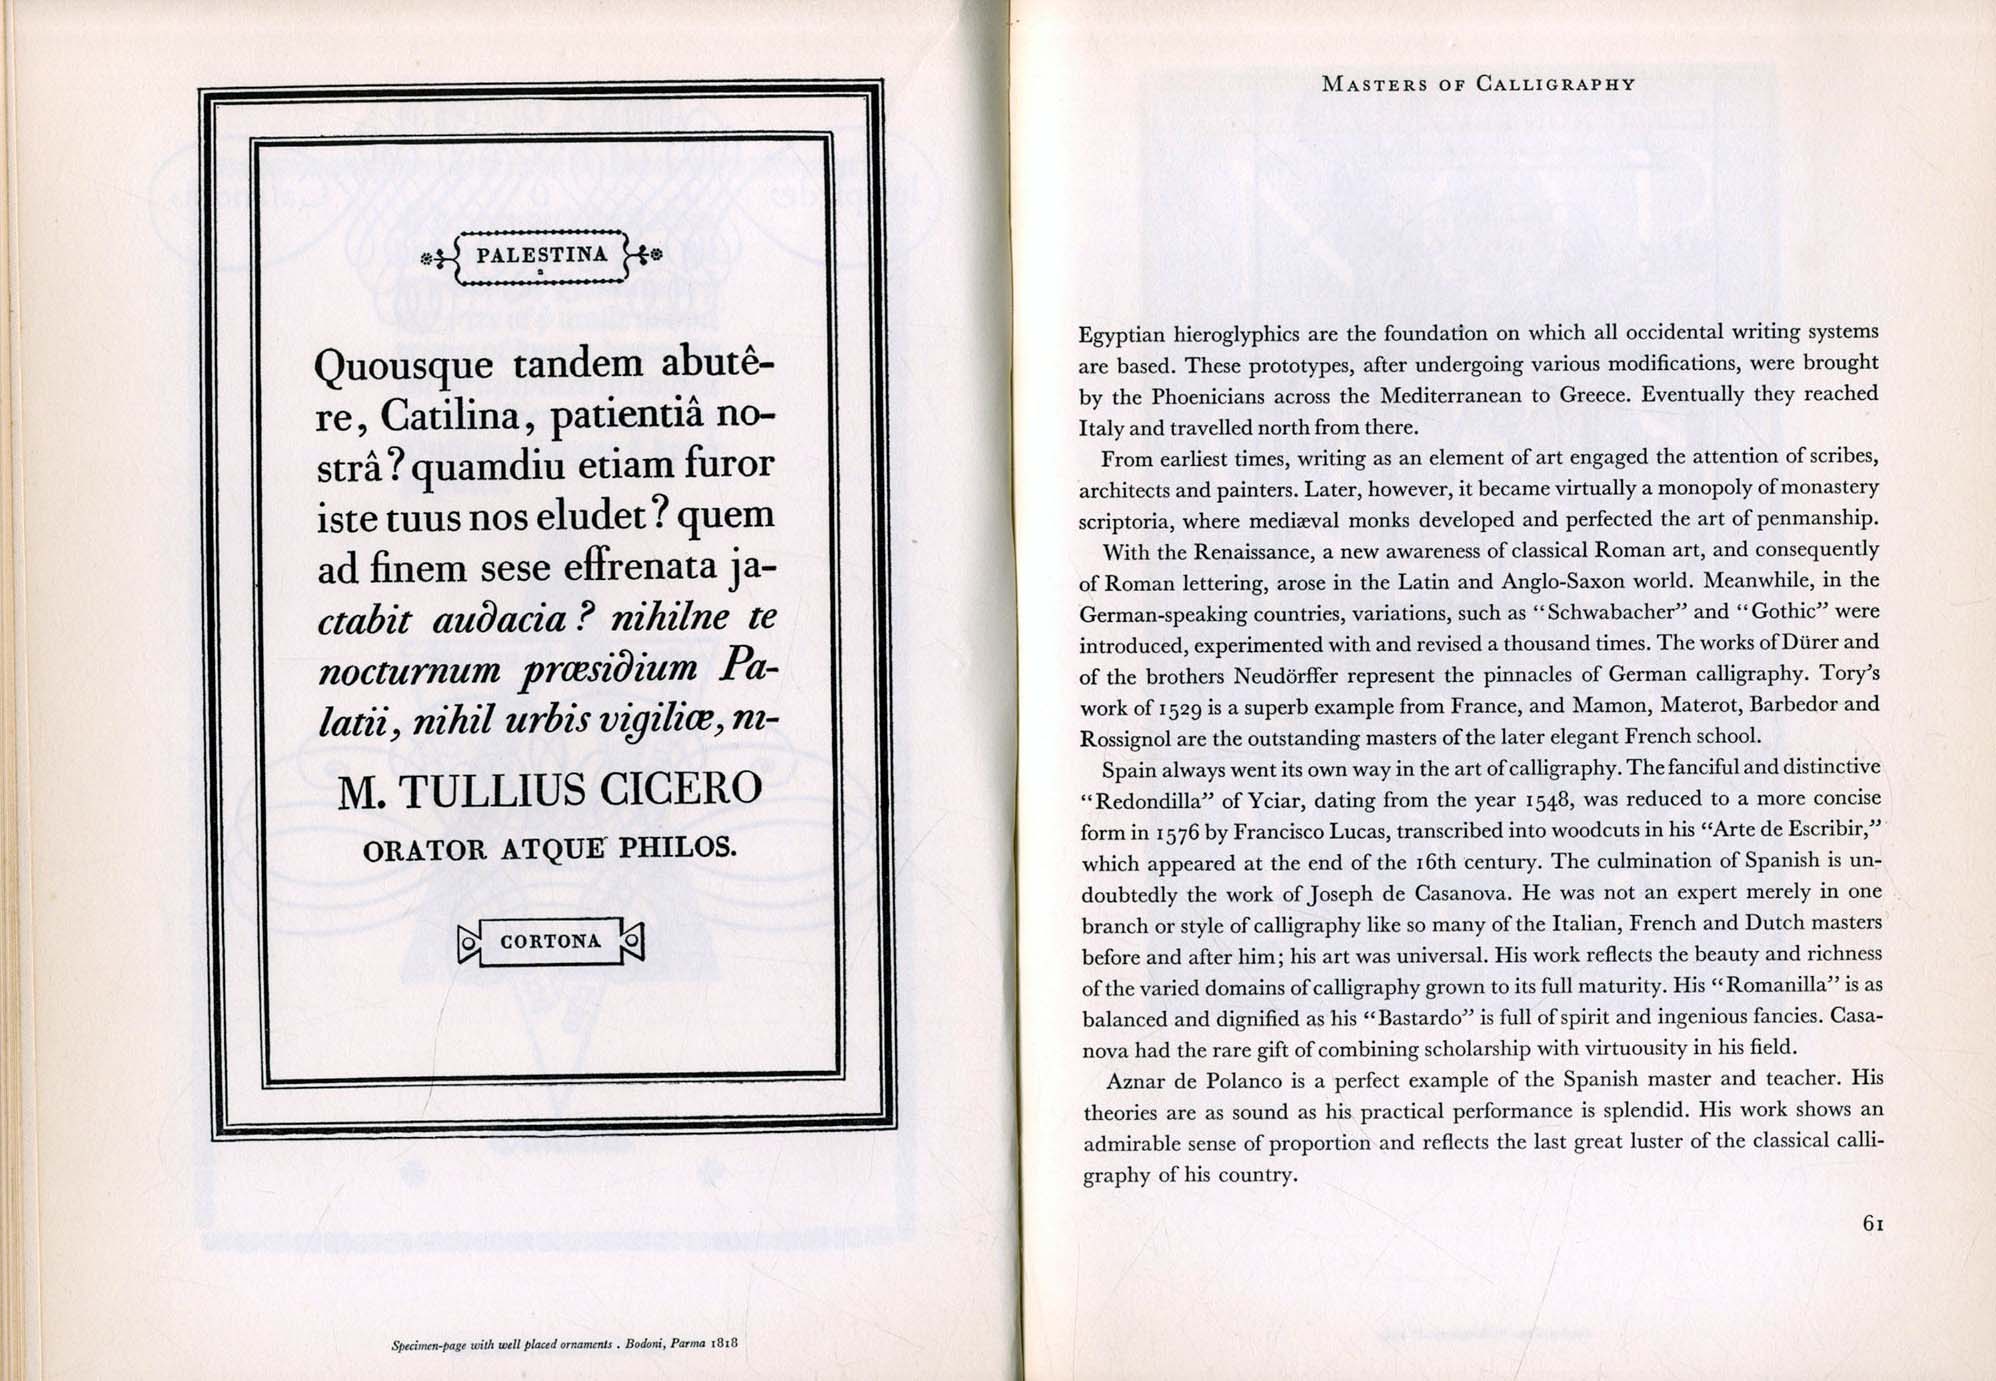 PALESTINA
2
Quousque tandem abutê-
re, Catilina, patientiâ no-
strâ? quamdiu etiam furor
iste tuus nos eludet? quem
ad finem sese effrenata ja-
ctabit audacia? nihilne te
nocturnum præsidium Pa-
latii, nihil urbis vigiliæ, ni-
M. TULLIUS CICERO
ORATOR ATQUE PHILOS.
CORTONA
Specimen-page with well placed ornaments . Bodoni, Parma 1818
MASTERS OF CALLIGRAPHY
Egyptian hieroglyphics are the foundation on which all occidental writing systems
are based. These prototypes, after undergoing various modifications, were brought
by the Phoenicians across the Mediterranean to Greece. Eventually they reached
Italy and travelled north from there.
From earliest times, writing as an element of art engaged the attention of scribes,
architects and painters. Later, however, it became virtually a monopoly of monastery
scriptoria, where mediæval monks developed and perfected the art of penmanship.
With the Renaissance, a new awareness of classical Roman art, and consequently
of Roman lettering, arose in the Latin and Anglo-Saxon world. Meanwhile, in the
German-speaking countries, variations, such as “Schwabacher” and “Gothic” were
introduced, experimented with and revised a thousand times. The works of Dürer and
of the brothers Neudörffer represent the pinnacles of German calligraphy. Tory's
work of 1529 is a superb example from France, and Mamon, Materot, Barbedor and
Rossignol are the outstanding masters of the later elegant French school.
Spain always went its own way in the art of calligraphy. The fanciful and distinctive
“Redondilla” of Yciar, dating from the year 1548, was reduced to a more concise
form in 1576 by Francisco Lucas, transcribed into woodcuts in his “Arte de Escribir,”
which appeared at the end of the 16th century. The culmination of Spanish is un-
doubtedly the work of Joseph de Casanova. He was not an expert merely in one
branch or style of calligraphy like so many of the Italian, French and Dutch masters
before and after him; his art was universal. His work reflects the beauty and richness
of the varied domains of calligraphy grown to its full maturity. His “Romanilla” is as
balanced and dignified as his “Bastardo” is full of spirit and ingenious fancies. Casa-
nova had the rare gift of combining scholarship with virtuousity in his field.
Aznar de Polanco is a perfect example of the Spanish master and teacher. His
theories are as sound as his practical performance is splendid. His work shows an
admirable sense of proportion and reflects the last great luster of the classical calli-
graphy of his country.
61